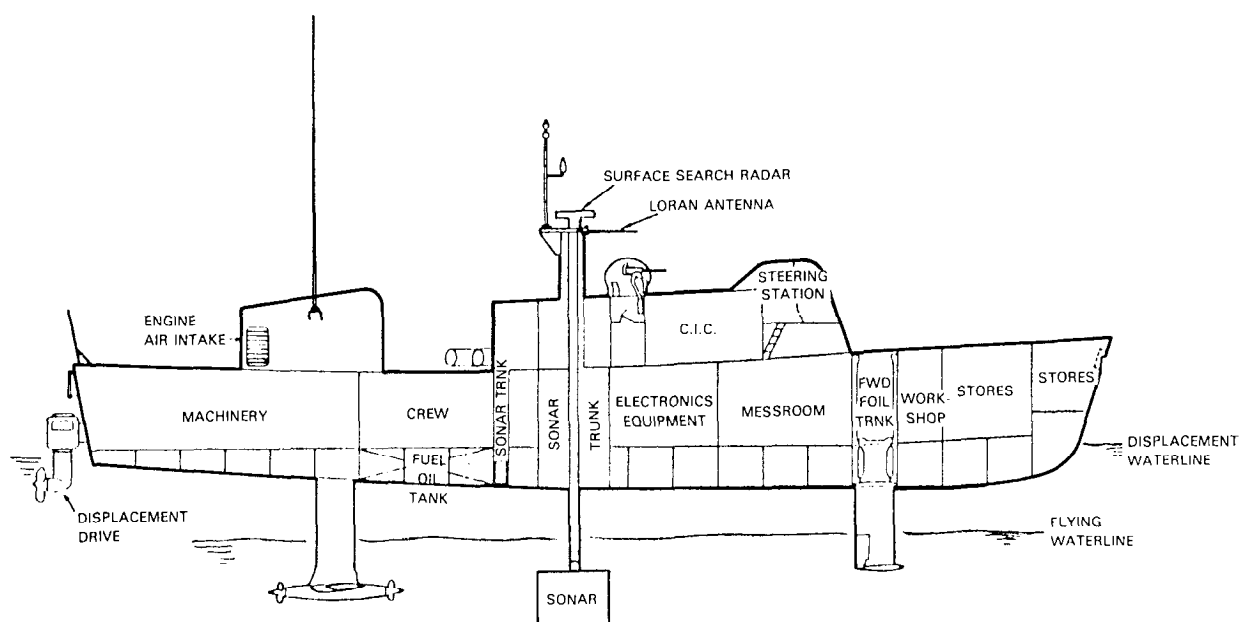 SURFACE SEARCH RADAR
LORAN ANTENNA
STEERING
STATION
ENGINE
AIR INTAKE
C.I.C.
MACHINERY
CREW
SONAR TRNK
SONAR
TRUNK
ELECTRONICS
EQUIPMENT
MESSROOM
FWD
FOIL
TRNK
WORK-
SHOP
STORES
STORES
FUEL
OIL
TANK
DISPLACEMENT
WATERLINE
DISPLACEMENT
DRIVE
FLYING
WATERLINE
SONAR